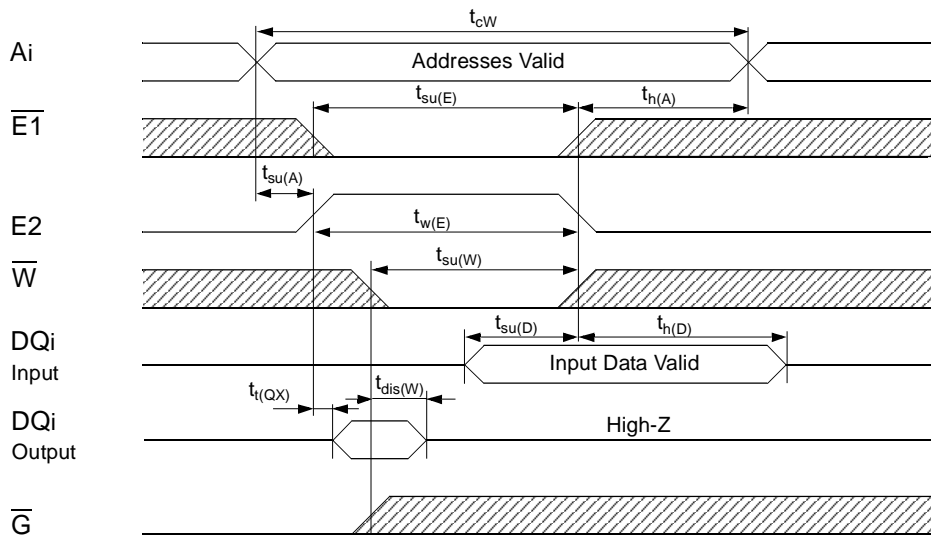 t_cW
Ai
Addresses Valid
t_su(E)
t_h(A)
E1
t_su(A)
E2
t_w(E)
t_su(W)
W
DQi
Input
t_su(D)
t_h(D)
Input Data Valid
t_t(QX)
t_dis(W)
DQi
Output
High-Z
G